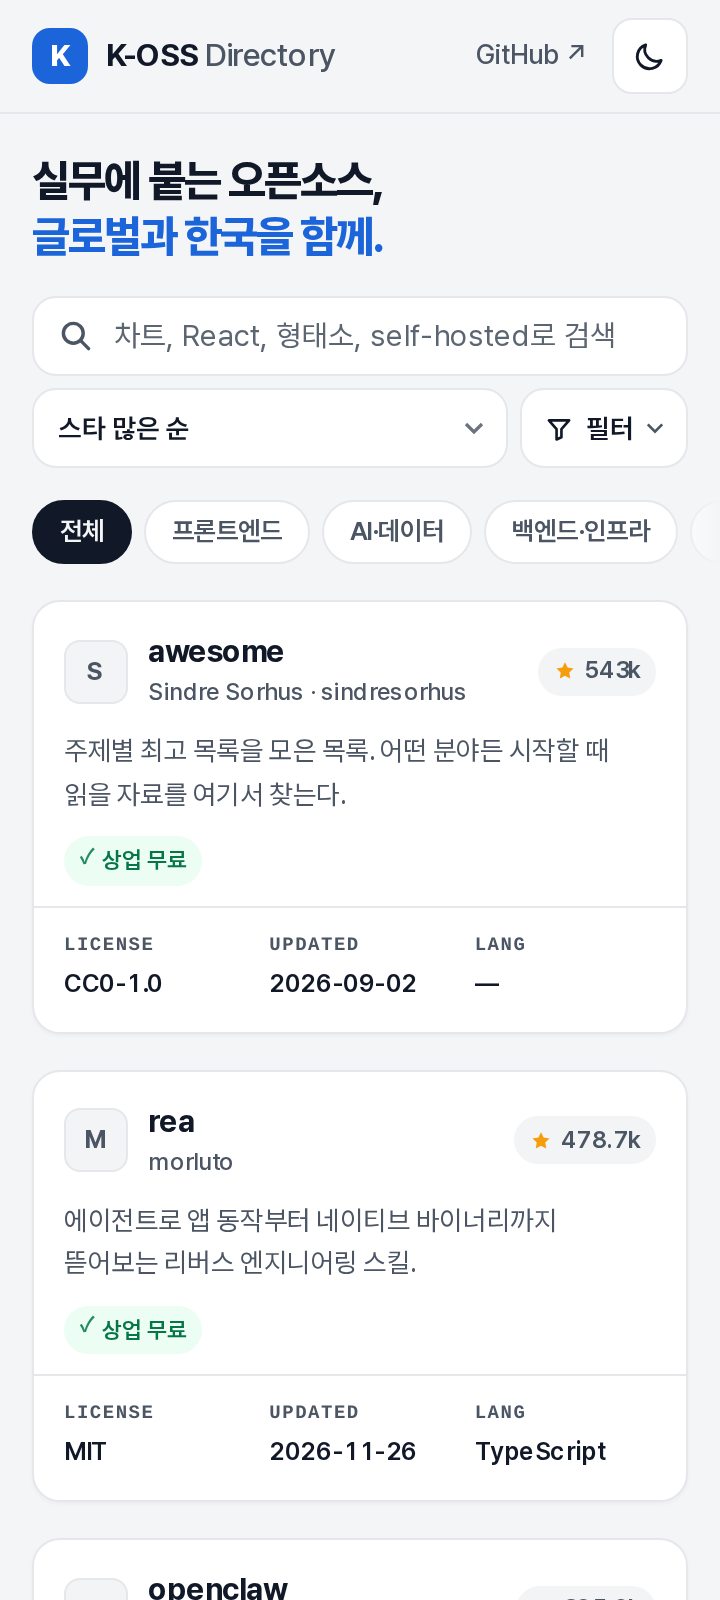 K
K-OSS Directory
GitHub ↗
실무에 붙는 오픈소스,
글로벌과 한국을 함께.
차트, React, 형태소, self-hosted로 검색
스타 많은 순
필터
전체
프론트엔드
AI·데이터
백엔드·인프라
S
awesome
Sindre Sorhus · sindresorhus
★ 543k
주제별 최고 목록을 모은 목록. 어떤 분야든 시작할 때
읽을 자료를 여기서 찾는다.
✓ 상업 무료
LICENSE
UPDATED
LANG
CC0-1.0
2026-09-02
—
M
rea
morluto
★ 478.7k
에이전트로 앱 동작부터 네이티브 바이너리까지
뜯어보는 리버스 엔지니어링 스킬.
✓ 상업 무료
LICENSE
UPDATED
LANG
MIT
2026-11-26
TypeScript
openclaw